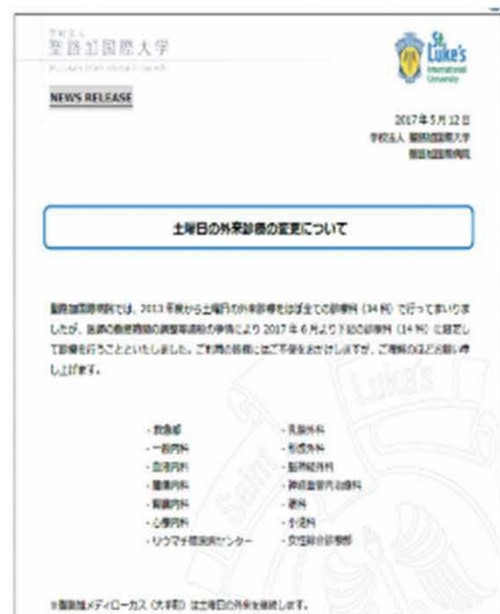 学校法人
聖路加国際大学
St.
Luke's
International
University
NEWS RELEASE
2017年5月12日
学校法人 聖路加国際大学
聖路加国際病院
土曜日の外来診療の変更について
聖路加国際病院では、2013年度から土曜日の外来診療をほぼ全ての診療科(34科)で行ってまいりま
したが、医師の勤務時間の調整等諸般の事情により2017年6月より下記の診療科(14科)に限定し
て診療を行うことといたしました。ご利用の皆様にはご不便をおかけしますが、ご理解のほどお願い申
し上げます。
・救急部
・一般内科
・血液内科
・腫瘍内科
・腎臓内科
・心療内科
・リウマチ膠原病センター
・乳腺外科
・形成外科
・脳神経外科
・神経血管内治療科
・眼科
・小児科
・女性総合診療部
※聖路加メディローカス(大手町)は土曜日の外来を継続します。
Saint Luke's